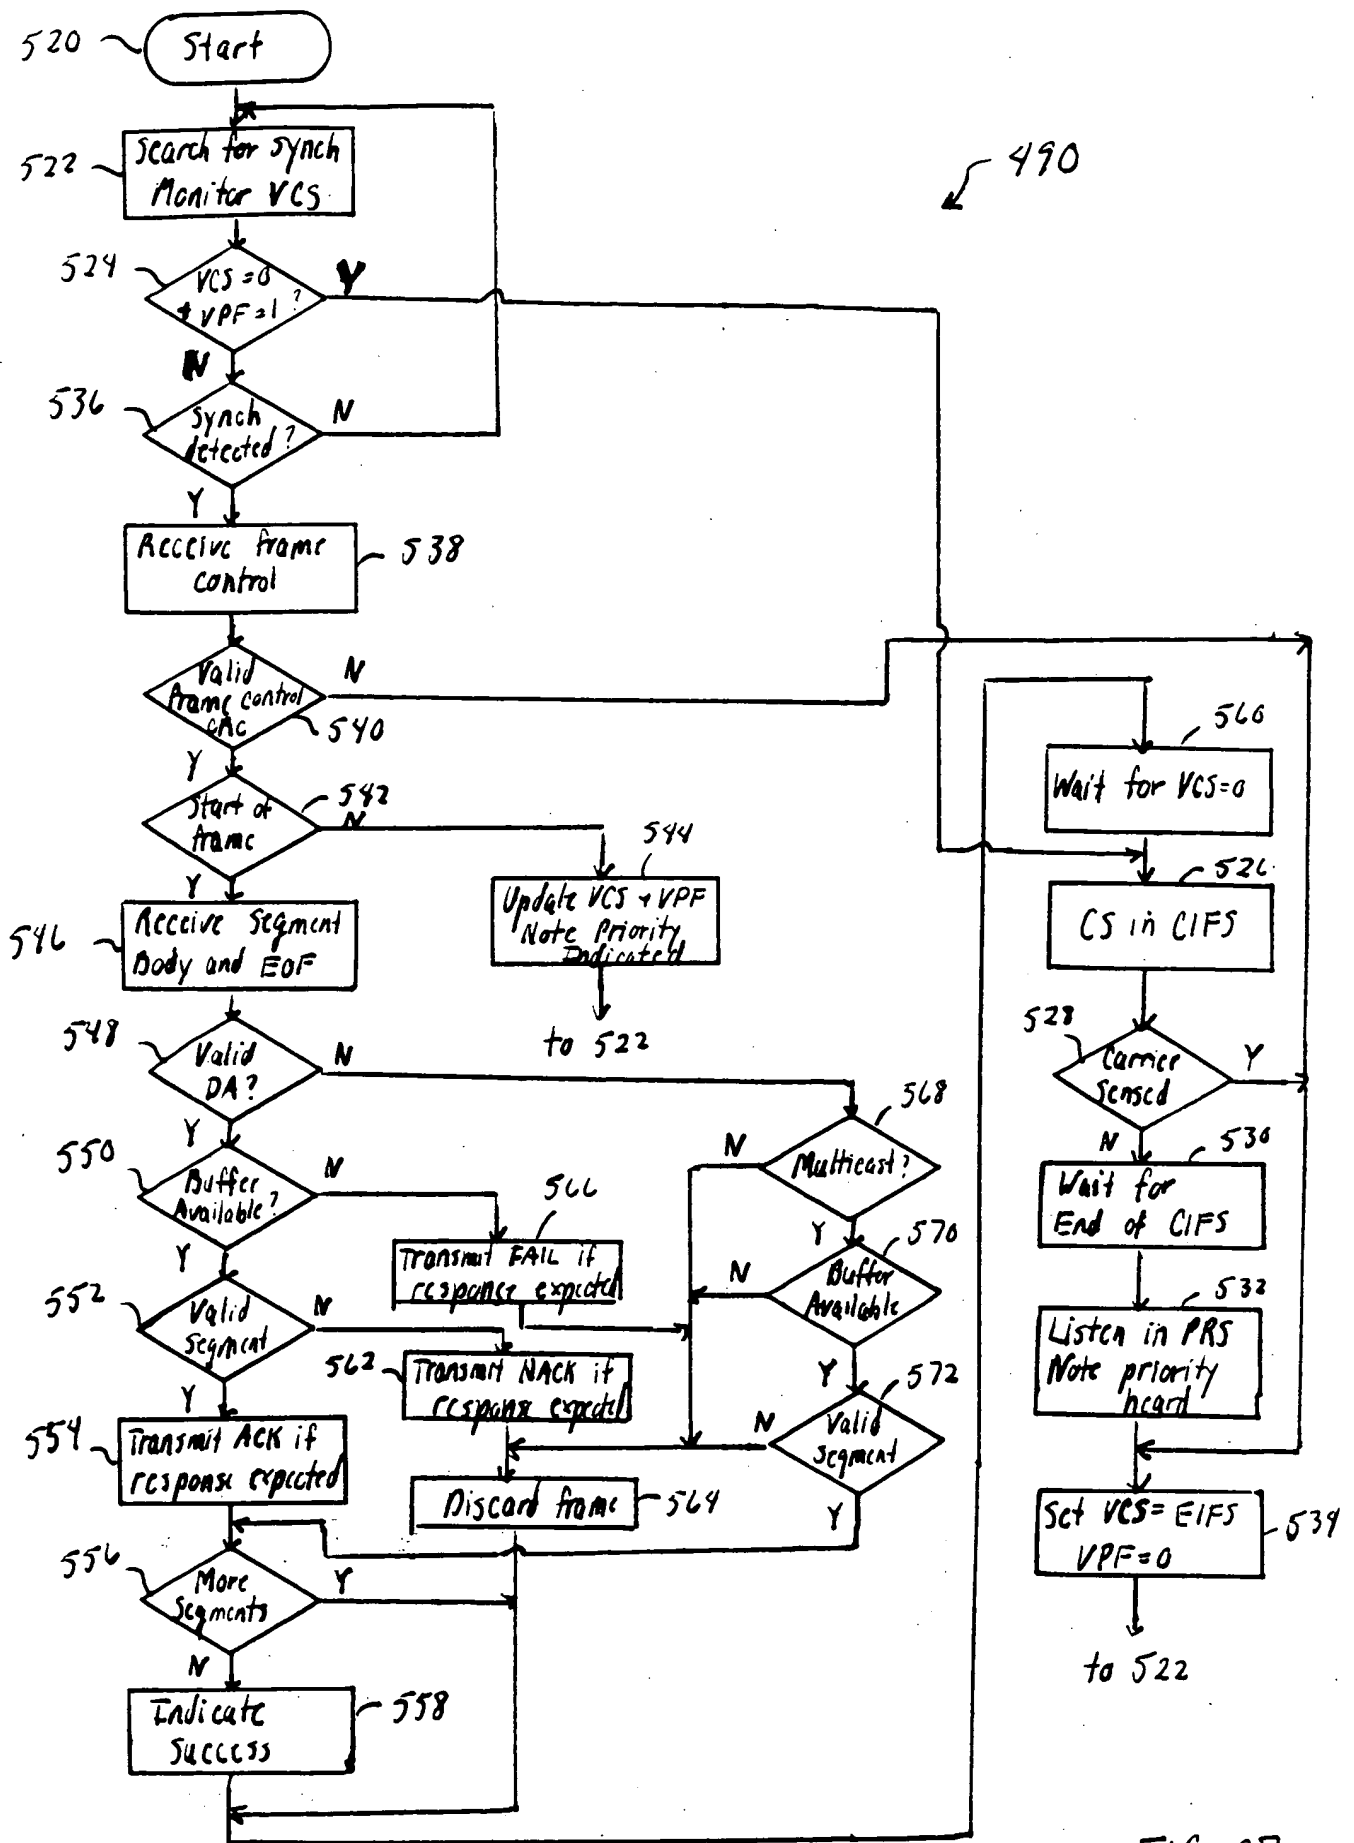 520
Start
490
522
Search for Synch
Monitor VCS
524
VCS=0
+ VPF=1?
Y
N
536
Synch
detected?
N
Y
Receive frame
control
538
Valid
frame control
CRC
N
540
Y
Start of
frame
542
N
Y
544
Update VCS + VPF
Note Priority
Indicated
to 522
546
Receive Segment
Body and EOF
548
Valid
DA?
N
Y
550
Buffer
Available?
N
Y
566
Transmit FAIL if
response expected
552
Valid
segment
N
Y
562
Transmit NACK if
response expected
554
Transmit ACK if
response expected
Discard frame
564
556
More
Segments
Y
N
Indicate
Success
558
568
Multicast?
N
Y
570
Buffer
Available
N
Y
572
Valid
segment
N
Y
560
Wait for VCS=0
526
CS in CIFS
528
Carrier
Sensed
Y
N
530
Wait for
End of CIFS
532
Listen in PRS
Note priority
heard
Set VCS=EIFS
VPF=0
534
to 522